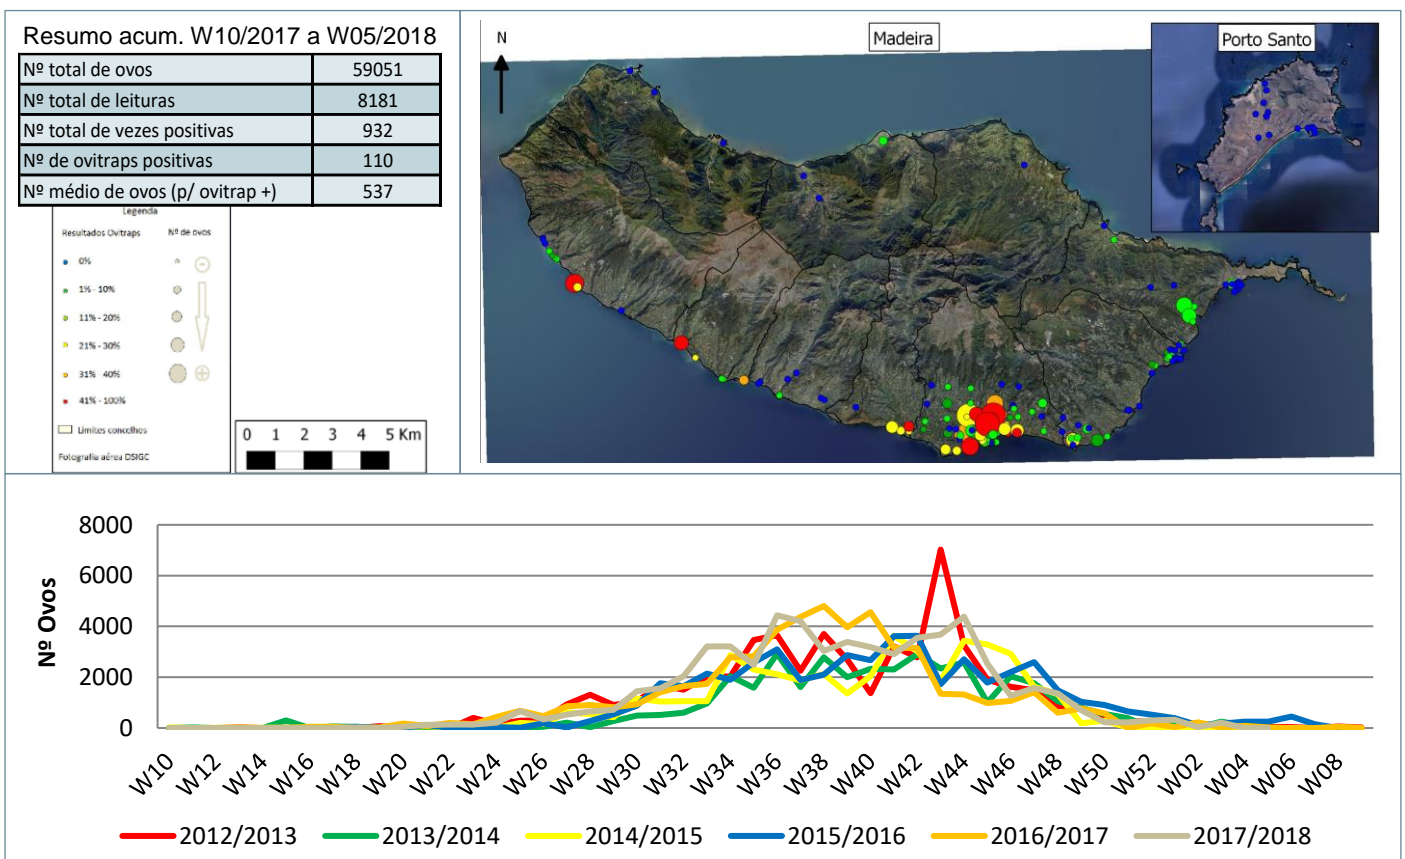 Resumo acum. W10/2017 a W05/2018
Nº total de ovos 59051
Nº total de leituras 8181
Nº total de vezes positivas 932
Nº de ovitraps positivas 110
Nº médio de ovos (p/ ovitrap +) 537
Legenda
Resultados Ovitraps Nº de ovos
0%
1% - 10%
11% - 20%
21% - 30%
31% 40%
41% - 100%
Limites concelhos
Fotografia aérea DSIGC
0 1 2 3 4 5 Km
N
Madeira
Porto Santo
Nº Ovos
8000
6000
4000
2000
0
W10 W12 W14 W16 W18 W20 W22 W24 W26 W28 W30 W32 W34 W36 W38 W40 W42 W44 W46 W48 W50 W52 W02 W04 W06 W08
2012/2013 2013/2014 2014/2015 2015/2016 2016/2017 2017/2018